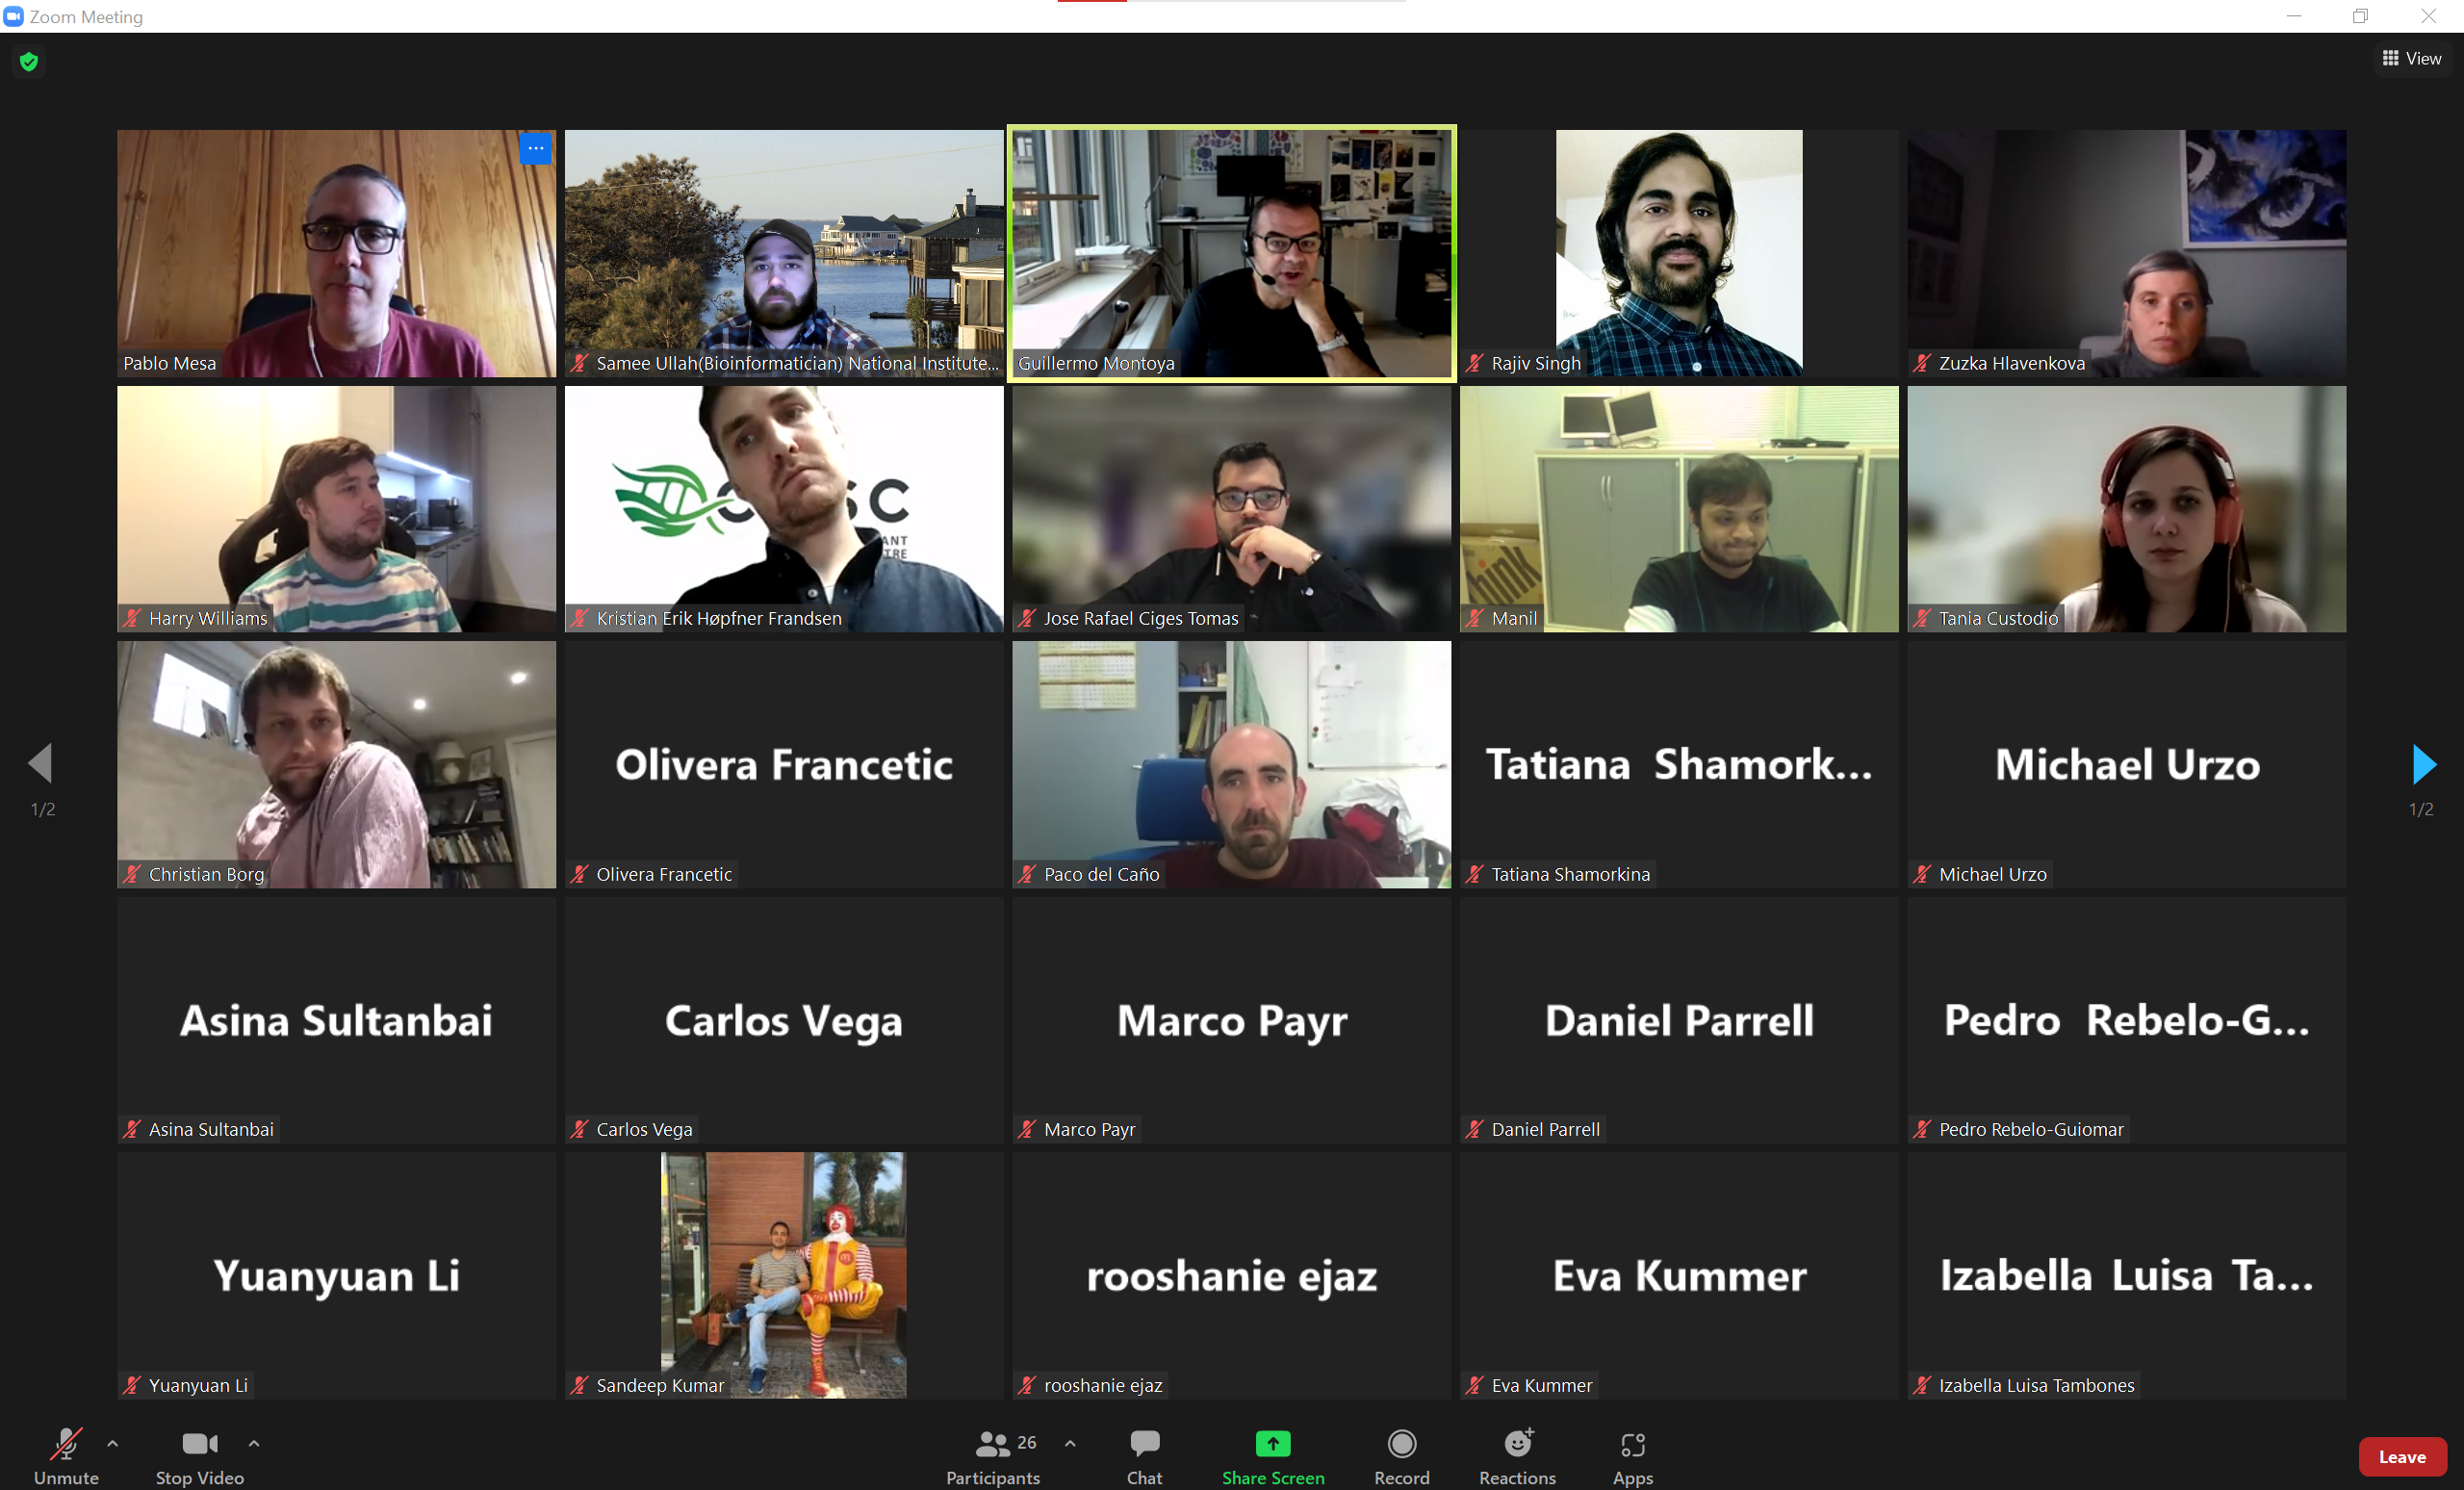 Zoom Meeting
View
Pablo Mesa
Samee Ullah(Bioinformatician) National Institute...
Guillermo Montoya
Rajiv Singh
Zuzka Hlavenkova
Harry Williams
Kristian Erik Høpfner Frandsen
Jose Rafael Ciges Tomas
think
Manil
Tania Custodio
SC
ANT
TRE
Christian Borg
Olivera Francetic
Olivera Francetic
Paco del Caño
Tatiana Shamork...
Tatiana Shamorkina
Michael Urzo
Michael Urzo
1/2
1/2
Asina Sultanbai
Asina Sultanbai
Carlos Vega
Carlos Vega
Marco Payr
Marco Payr
Daniel Parrell
Daniel Parrell
Pedro Rebelo-G...
Pedro Rebelo-Guiomar
Yuanyuan Li
Yuanyuan Li
Sandeep Kumar
rooshanie ejaz
rooshanie ejaz
Eva Kummer
Eva Kummer
Izabella Luisa Ta...
Izabella Luisa Tambones
Unmute
Stop Video
26
Participants
Chat
Share Screen
Record
Reactions
Apps
Leave